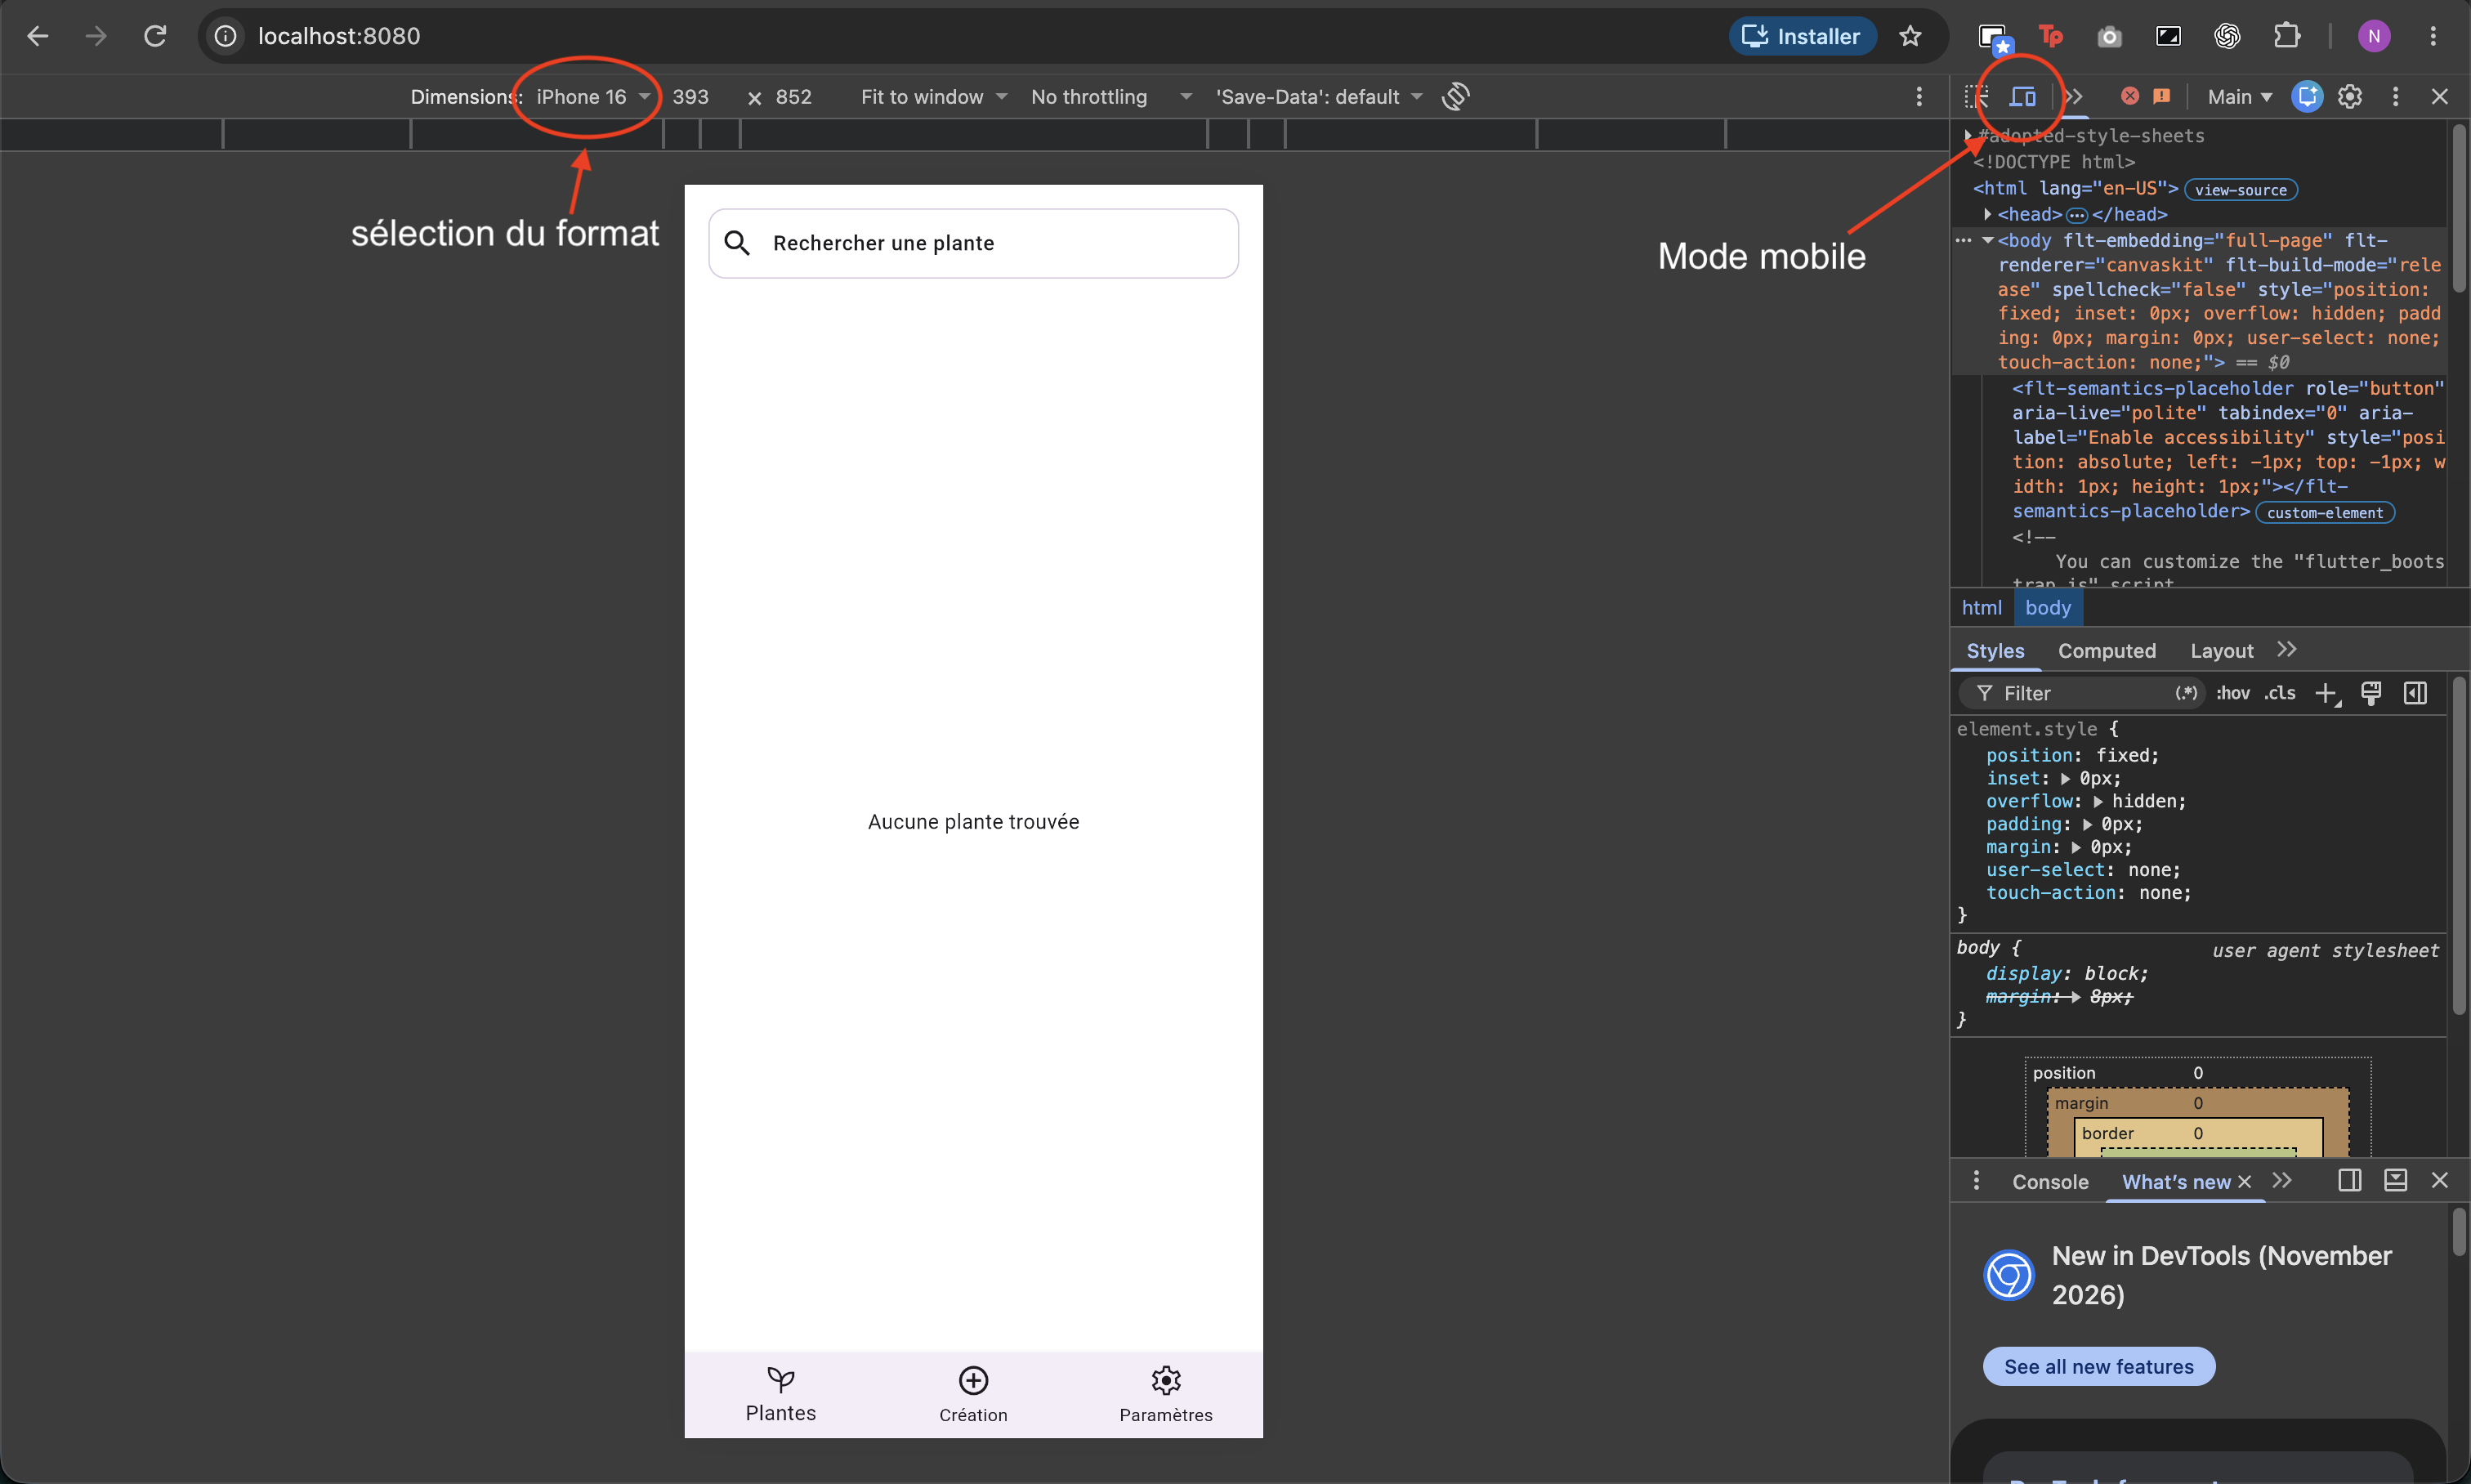 localhost:8080
Installer
N
Dimensions: iPhone 16 393 × 852 Fit to window No throttling 'Save-Data': default
Main
sélection du format
Mode mobile
Rechercher une plante
Aucune plante trouvée
Plantes
Création
Paramètres
#adopted-style-sheets
<!DOCTYPE html>
<html lang="en-US"> view-source
<head> ··· </head>
··· <body flt-embedding="full-page" flt-
renderer="canvaskit" flt-build-mode="rele
ase" spellcheck="false" style="position:
fixed; inset: 0px; overflow: hidden; padd
ing: 0px; margin: 0px; user-select: none;
touch-action: none;"> == $0
<flt-semantics-placeholder role="button"
aria-live="polite" tabindex="0" aria-
label="Enable accessibility" style="posi
tion: absolute; left: -1px; top: -1px; w
idth: 1px; height: 1px;"></flt-
semantics-placeholder> custom-element
<!--
You can customize the "flutter_boots
trap.js" script
html body
Styles Computed Layout
Filter (.*) :hov .cls
element.style {
position: fixed;
inset: 0px;
overflow: hidden;
padding: 0px;
margin: 0px;
user-select: none;
touch-action: none;
}
body { user agent stylesheet
display: block;
margin: 8px;
}
position 0
margin 0
border 0
Console What's new
New in DevTools (November
2026)
See all new features